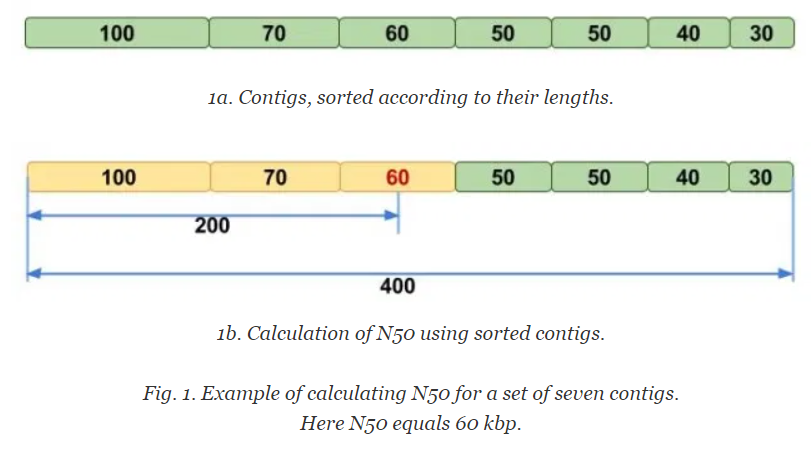 100 70 60 50 50 40 30
1a. Contigs, sorted according to their lengths.
100 70 60 50 50 40 30
200
400
1b. Calculation of N50 using sorted contigs.
Fig. 1. Example of calculating N50 for a set of seven contigs.
Here N50 equals 60 kbp.